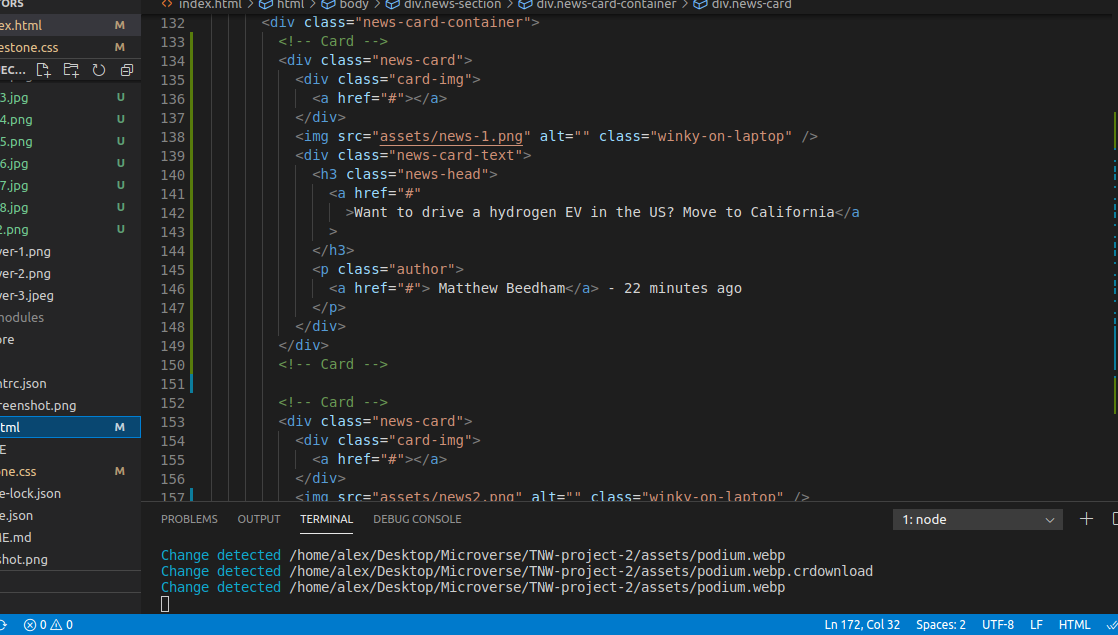 TORS
index.html > html > body > div.news-section > div.news-card-container > div.news-card
ex.html M
estone.css M
EC...
3.jpg U
4.png U
5.png U
6.jpg U
7.jpg U
8.jpg U
2.png U
er-1.png
er-2.png
er-3.jpeg
modules
ore
ntrc.json
reenshot.png
tml M
E
ne.css M
e-lock.json
e.json
E.md
shot.png
132 <div class="news-card-container">
133 <!-- Card -->
134 <div class="news-card">
135 <div class="card-img">
136 <a href="#"></a>
137 </div>
138 <img src="assets/news-1.png" alt="" class="winky-on-laptop" />
139 <div class="news-card-text">
140 <h3 class="news-head">
141 <a href="#"
142 >Want to drive a hydrogen EV in the US? Move to California</a
143 >
144 </h3>
145 <p class="author">
146 <a href="#"> Matthew Beedham</a> - 22 minutes ago
147 </p>
148 </div>
149 </div>
150 <!-- Card -->
151
152 <!-- Card -->
153 <div class="news-card">
154 <div class="card-img">
155 <a href="#"></a>
156 </div>
157 <img src="assets/news2.png" alt="" class="winky-on-laptop" />
PROBLEMS OUTPUT TERMINAL DEBUG CONSOLE 1: node
Change detected /home/alex/Desktop/Microverse/TNW-project-2/assets/podium.webp
Change detected /home/alex/Desktop/Microverse/TNW-project-2/assets/podium.webp.crdownload
Change detected /home/alex/Desktop/Microverse/TNW-project-2/assets/podium.webp
0 0 Ln 172, Col 32 Spaces: 2 UTF-8 LF HTML